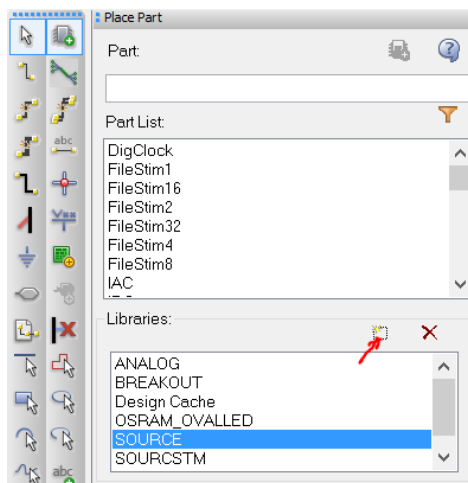 Place Part
Part:
Part List:
DigClock
FileStim1
FileStim16
FileStim2
FileStim32
FileStim4
FileStim8
IAC
Libraries:
ANALOG
BREAKOUT
Design Cache
OSRAM_OVALLED
SOURCE
SOURCSTM
abc
abc